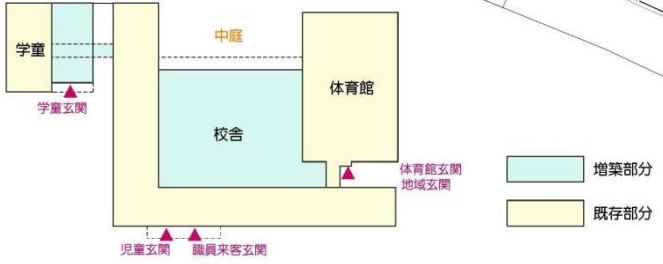 学童
中庭
体育館
学童玄関
校舎
体育館玄関
地域玄関
増築部分
既存部分
児童玄関
職員来客玄関